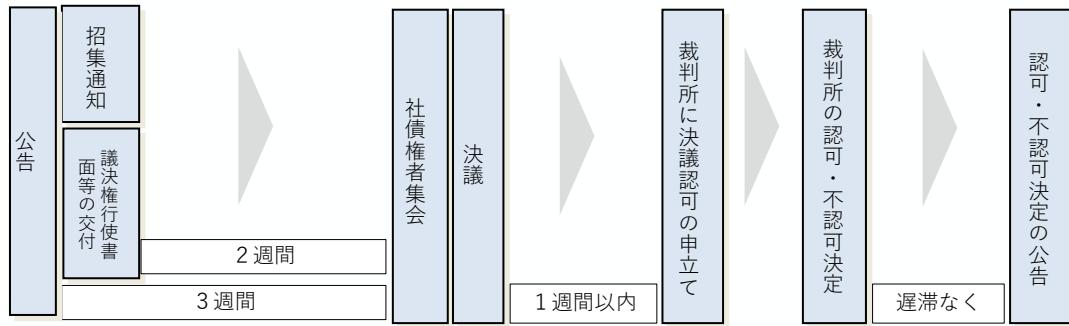 公告
招集通知
議決権行使書
面等の交付
2週間
3週間
社債権者集会
決議
1週間以内
裁判所に決議認可の申立て
裁判所の認可・不認可決定
遅滞なく
認可・不認可決定の公告